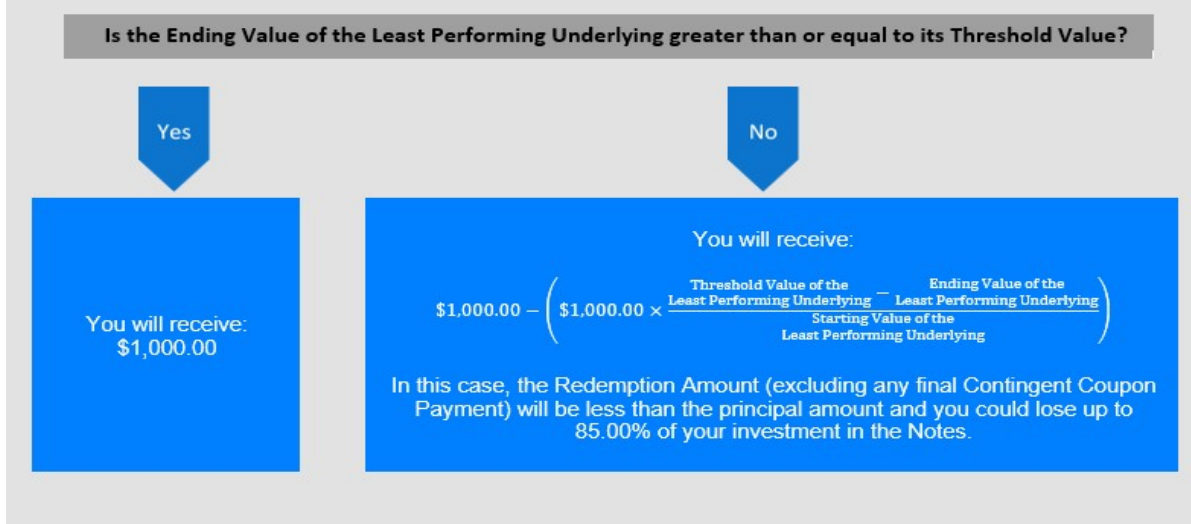 Is the Ending Value of the Least Performing Underlying greater than or equal to its Threshold Value?
Yes
No
You will receive:
$1,000.00
You will receive:
$1,000.00 − ( $1,000.00 × (Threshold Value of the Least Performing Underlying − Ending Value of the Least Performing Underlying) / Starting Value of the Least Performing Underlying )
In this case, the Redemption Amount (excluding any final Contingent Coupon
Payment) will be less than the principal amount and you could lose up to
85.00% of your investment in the Notes.